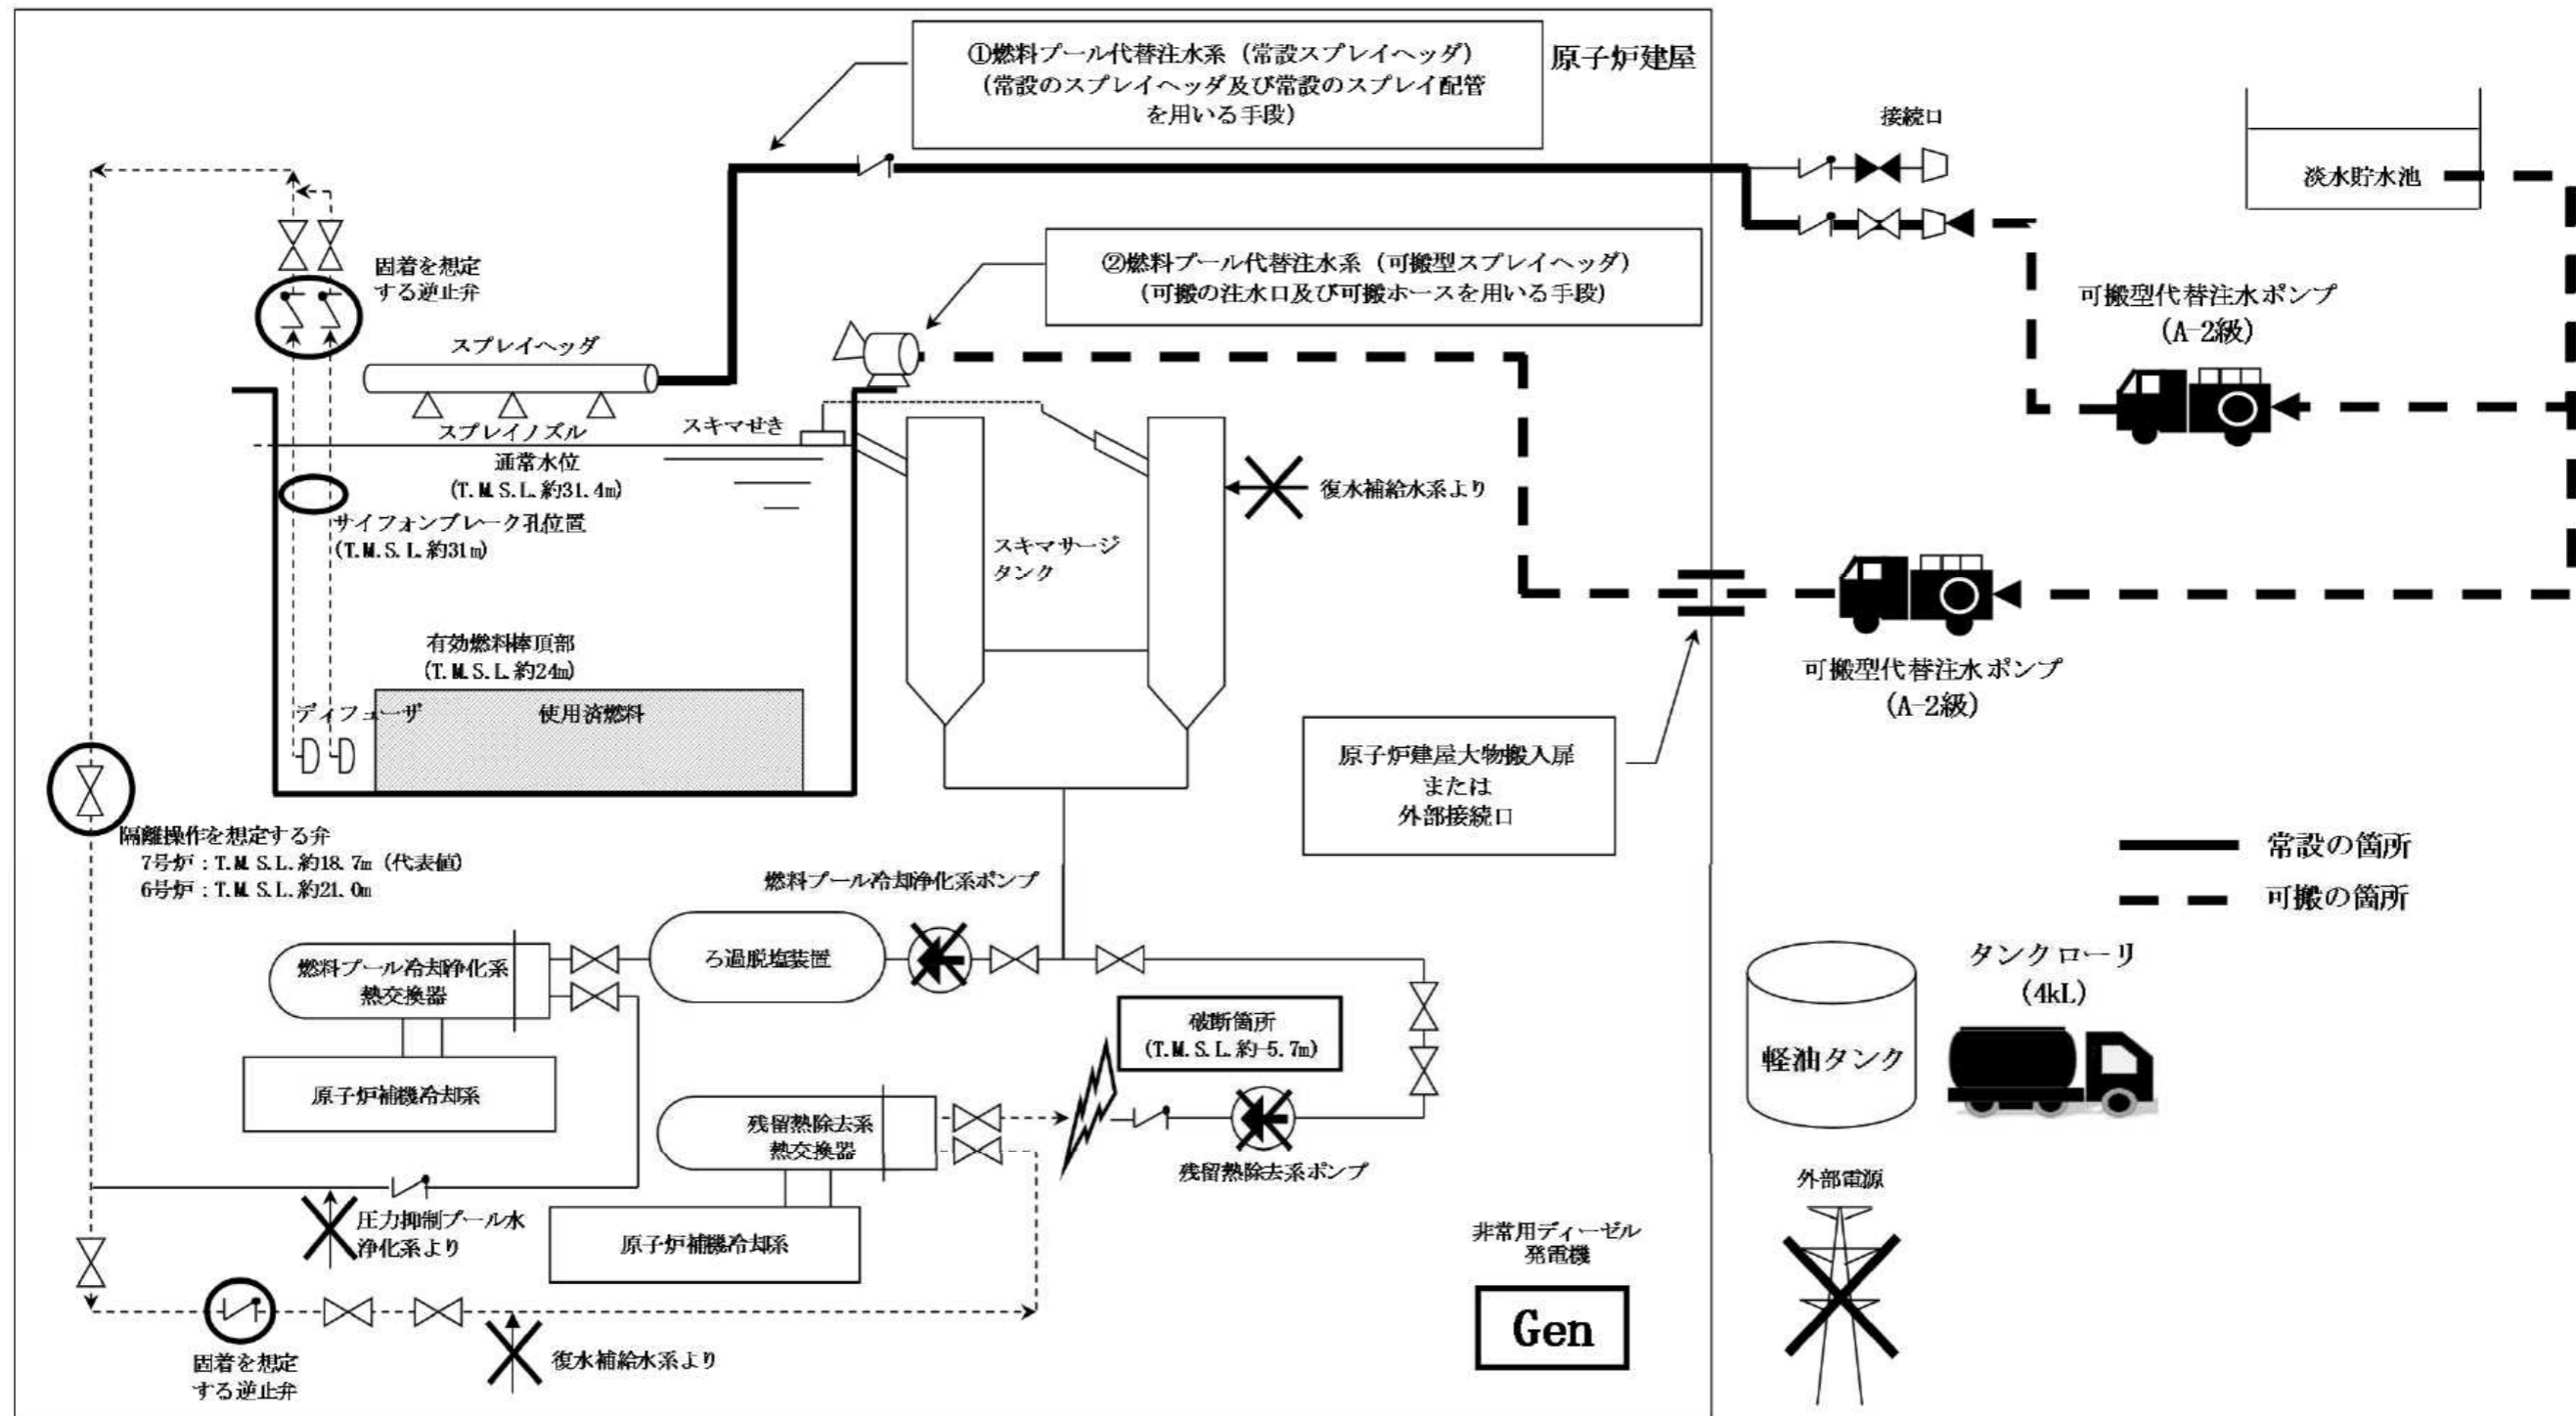 ①燃料プール代替注水系（常設スプレイヘッダ）
（常設のスプレイヘッダ及び常設のスプレイ配管
を用いる手段）
原子炉建屋
接続口
淡水貯水池
②燃料プール代替注水系（可搬型スプレイヘッダ）
（可搬の注水口及び可搬ホースを用いる手段）
固着を想定
する逆止弁
可搬型代替注水ポンプ
(A-2級)
スプレイヘッダ
スプレイノズル
スキマせき
通常水位
(T.M.S.L.約31.4m)
復水補給水系より
サイフォンブレーク孔位置
(T.M.S.L.約31m)
スキマサージ
タンク
有効燃料棒頂部
(T.M.S.L.約24m)
可搬型代替注水ポンプ
(A-2級)
ディフューザ
使用済燃料
原子炉建屋大物搬入扉
または
外部接続口
隔離操作を想定する弁
7号炉：T.M.S.L.約18.7m（代表値）
6号炉：T.M.S.L.約21.0m
常設の箇所
可搬の箇所
燃料プール冷却浄化系ポンプ
ろ過脱塩装置
燃料プール冷却浄化系
熱交換器
タンクローリ
(4kL)
軽油タンク
破断箇所
(T.M.S.L.約-5.7m)
原子炉補機冷却系
残留熱除去系
熱交換器
残留熱除去系ポンプ
外部電源
圧力抑制プール水
浄化系より
原子炉補機冷却系
非常用ディーゼル
発電機
Gen
固着を想定
する逆止弁
復水補給水系より